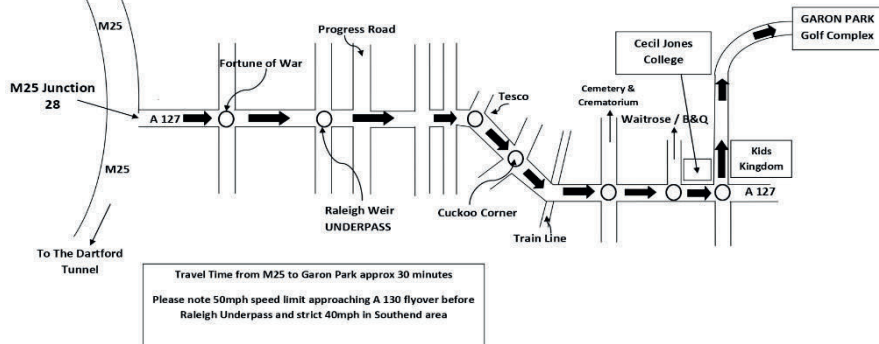 M25
Progress Road
GARON PARK
Golf Complex
Cecil Jones
College
Fortune of War
M25 Junction
28
Tesco
Cemetery &
Crematorium
Waitrose / B&Q
A 127
Kids
Kingdom
M25
Raleigh Weir
UNDERPASS
Cuckoo Corner
A 127
Train Line
To The Dartford
Tunnel
Travel Time from M25 to Garon Park approx 30 minutes
Please note 50mph speed limit approaching A 130 flyover before
Raleigh Underpass and strict 40mph in Southend area